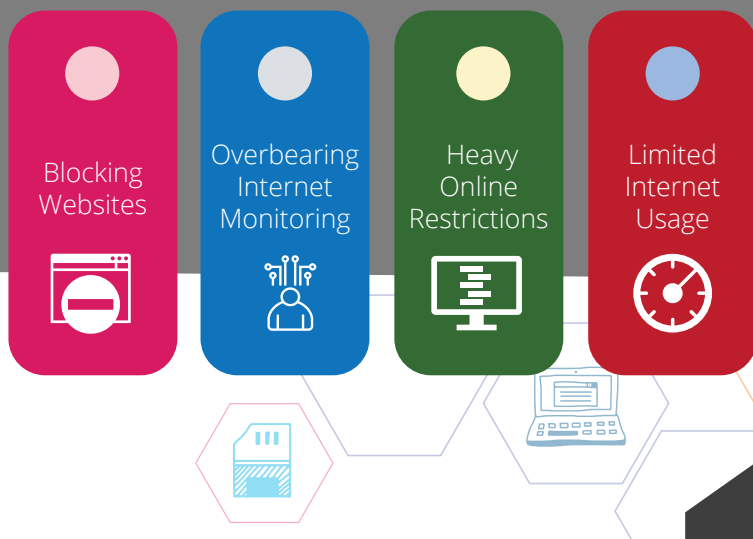 Blocking
Websites
Overbearing
Internet
Monitoring
Heavy
Online
Restrictions
Limited
Internet
Usage